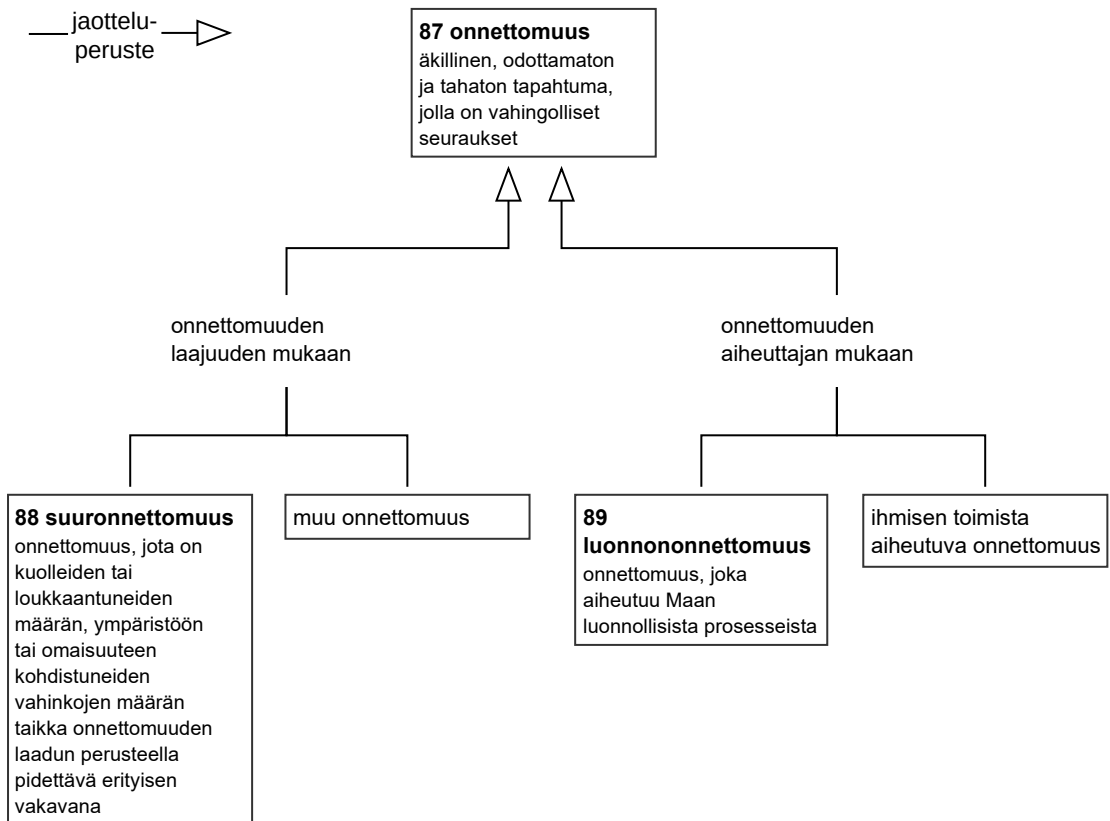 jaottelu-
peruste
87 onnettomuus
äkillinen, odottamaton
ja tahaton tapahtuma,
jolla on vahingolliset
seuraukset
onnettomuuden
laajuuden mukaan
onnettomuuden
aiheuttajan mukaan
88 suuronnettomuus
onnettomuus, jota on
kuolleiden tai
loukkaantuneiden
määrän, ympäristöön
tai omaisuuteen
kohdistuneiden
vahinkojen määrän
taikka onnettomuuden
laadun perusteella
pidettävä erityisen
vakavana
muu onnettomuus
89
luonnononnettomuus
onnettomuus, joka
aiheutuu Maan
luonnollisista prosesseista
ihmisen toimista
aiheutuva onnettomuus